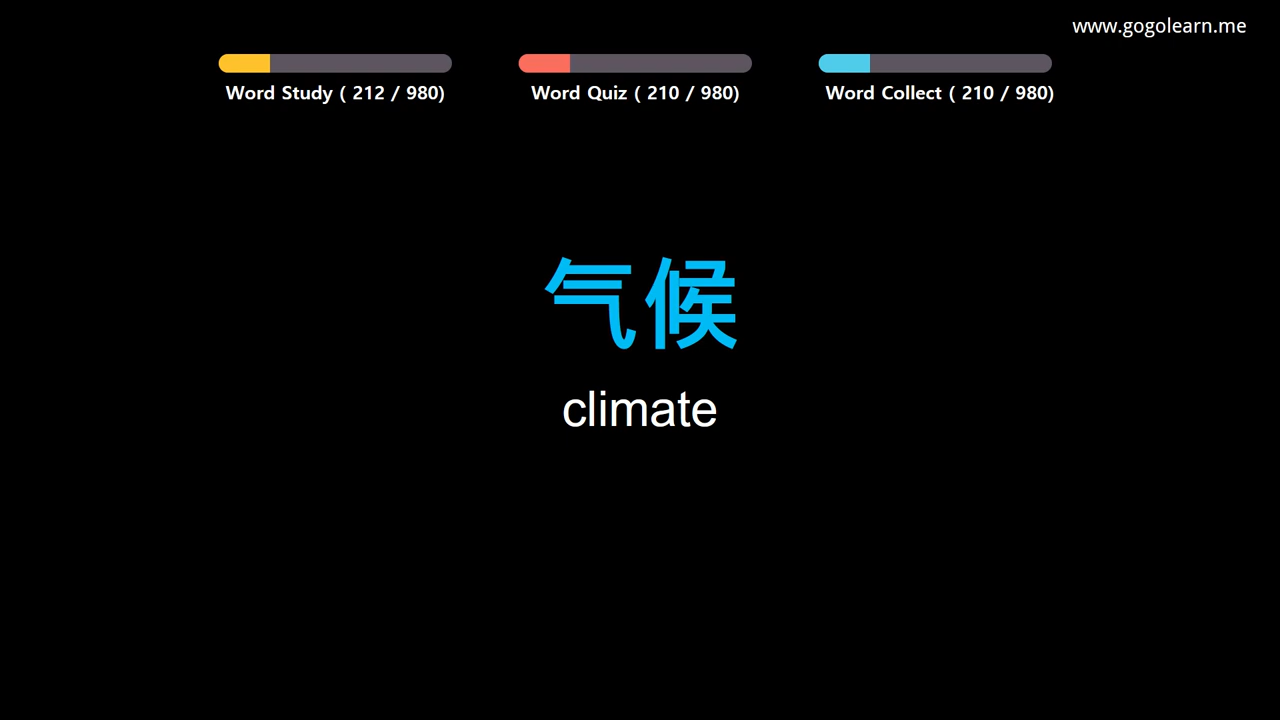 www.gogolearn.me
Word Study ( 212 / 980)
Word Quiz ( 210 / 980)
Word Collect ( 210 / 980)
气候
climate